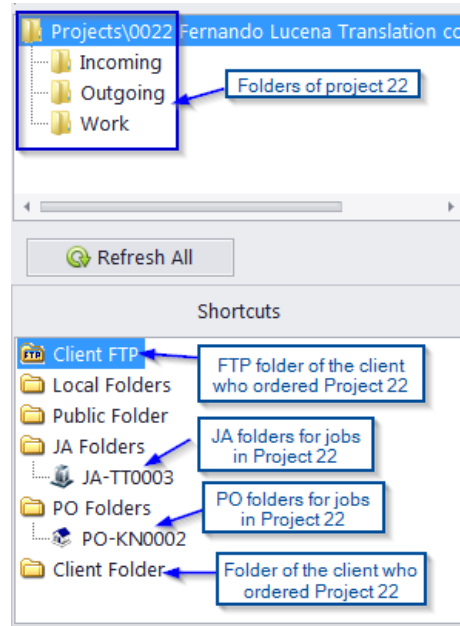 Projects\0022 Fernando Lucena Translation co
Incoming
Outgoing
Folders of project 22
Work
Refresh All
Shortcuts
FTP
Client FTP
FTP folder of the client
who ordered Project 22
Local Folders
Public Folder
JA Folders
JA folders for jobs
in Project 22
JA-TT0003
PO Folders
PO folders for jobs
in Project 22
PO-KN0002
Client Folder
Folder of the client who
ordered Project 22